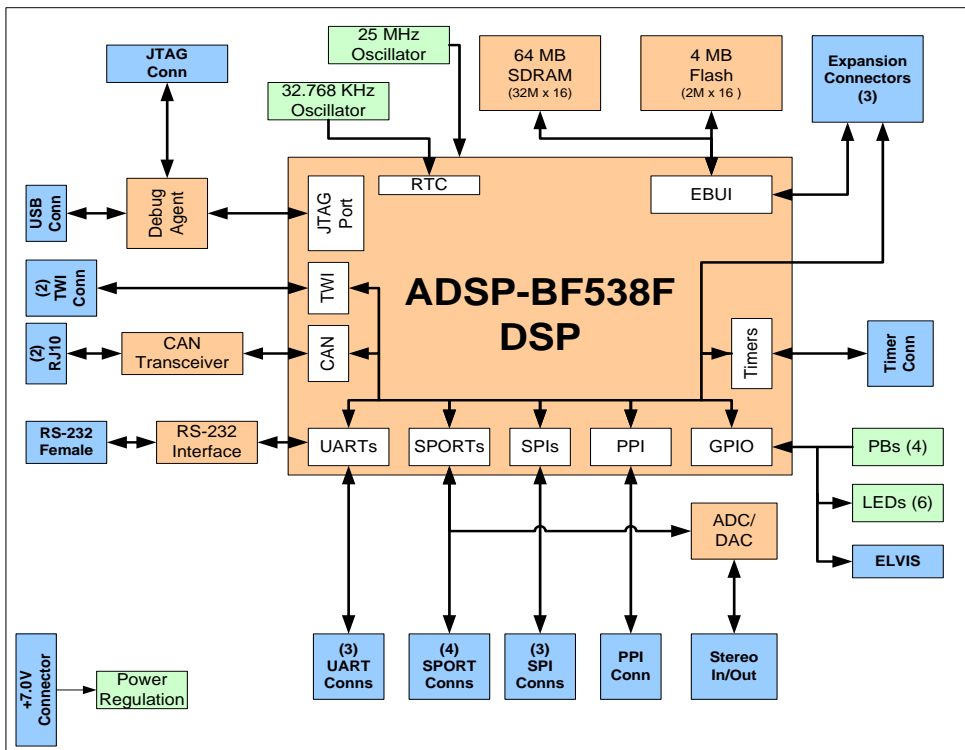 25 MHz
Oscillator
JTAG
Conn
64 MB
SDRAM
(32M x 16)
4 MB
Flash
(2M x 16 )
Expansion
Connectors
(3)
32.768 KHz
Oscillator
RTC
EBUI
USB
Conn
Debug
Agent
JTAG
Port
(2)
TWI
Conn
TWI
ADSP-BF538F
DSP
(2)
RJ10
CAN
Transceiver
CAN
Timers
Timer
Conn
RS-232
Female
RS-232
Interface
UARTs
SPORTs
SPIs
PPI
GPIO
PBs (4)
LEDs (6)
ADC/
DAC
ELVIS
(3)
UART
Conns
(4)
SPORT
Conns
(3)
SPI
Conns
PPI
Conn
Stereo
In/Out
+7.0V
Connector
Power
Regulation